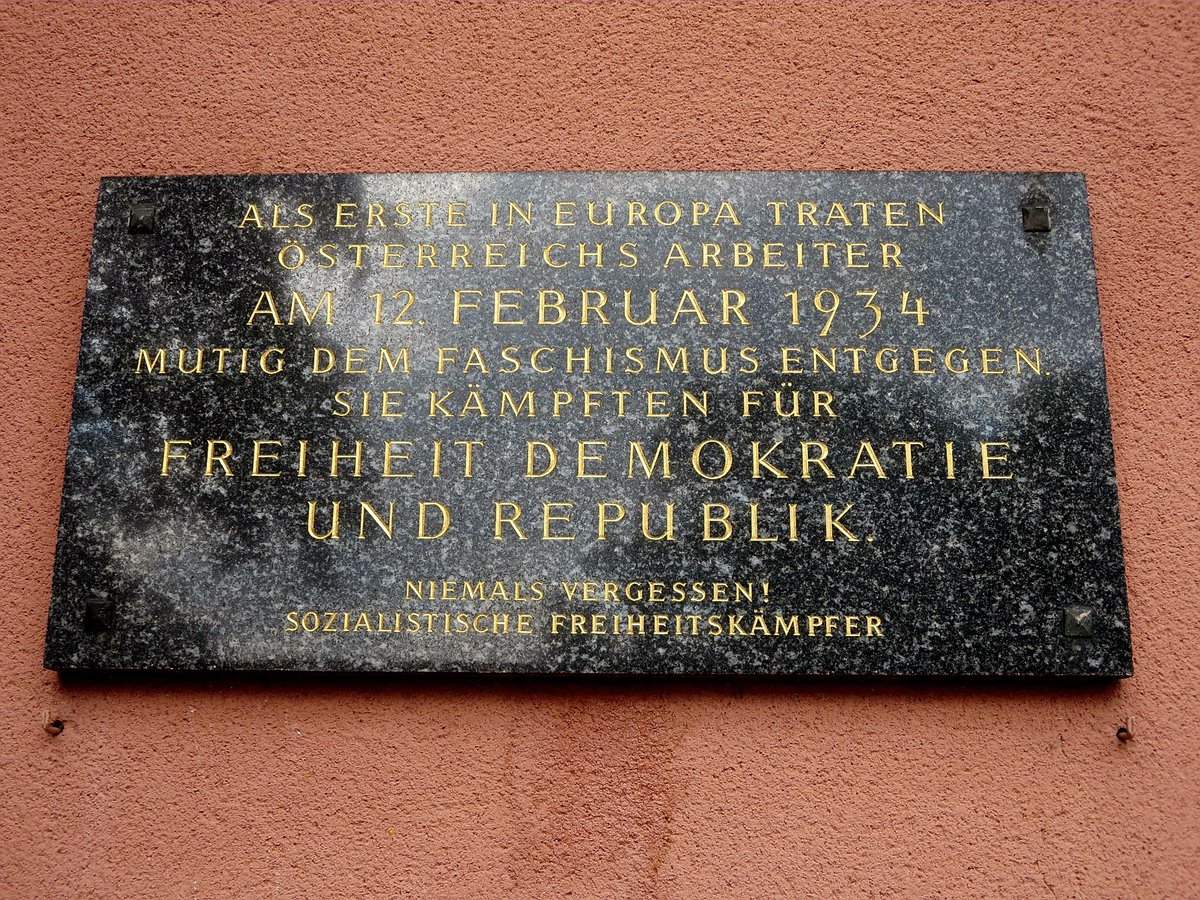 ALS ERSTE IN EUROPA TRATEN
ÖSTERREICHS ARBEITER
AM 12. FEBRUAR 1934
MUTIG DEM FASCHISMUS ENTGEGEN.
SIE KÄMPFTEN FÜR
FREIHEIT DEMOKRATIE
UND REPUBLIK.
NIEMALS VERGESSEN!
SOZIALISTISCHE FREIHEITSKÄMPFER